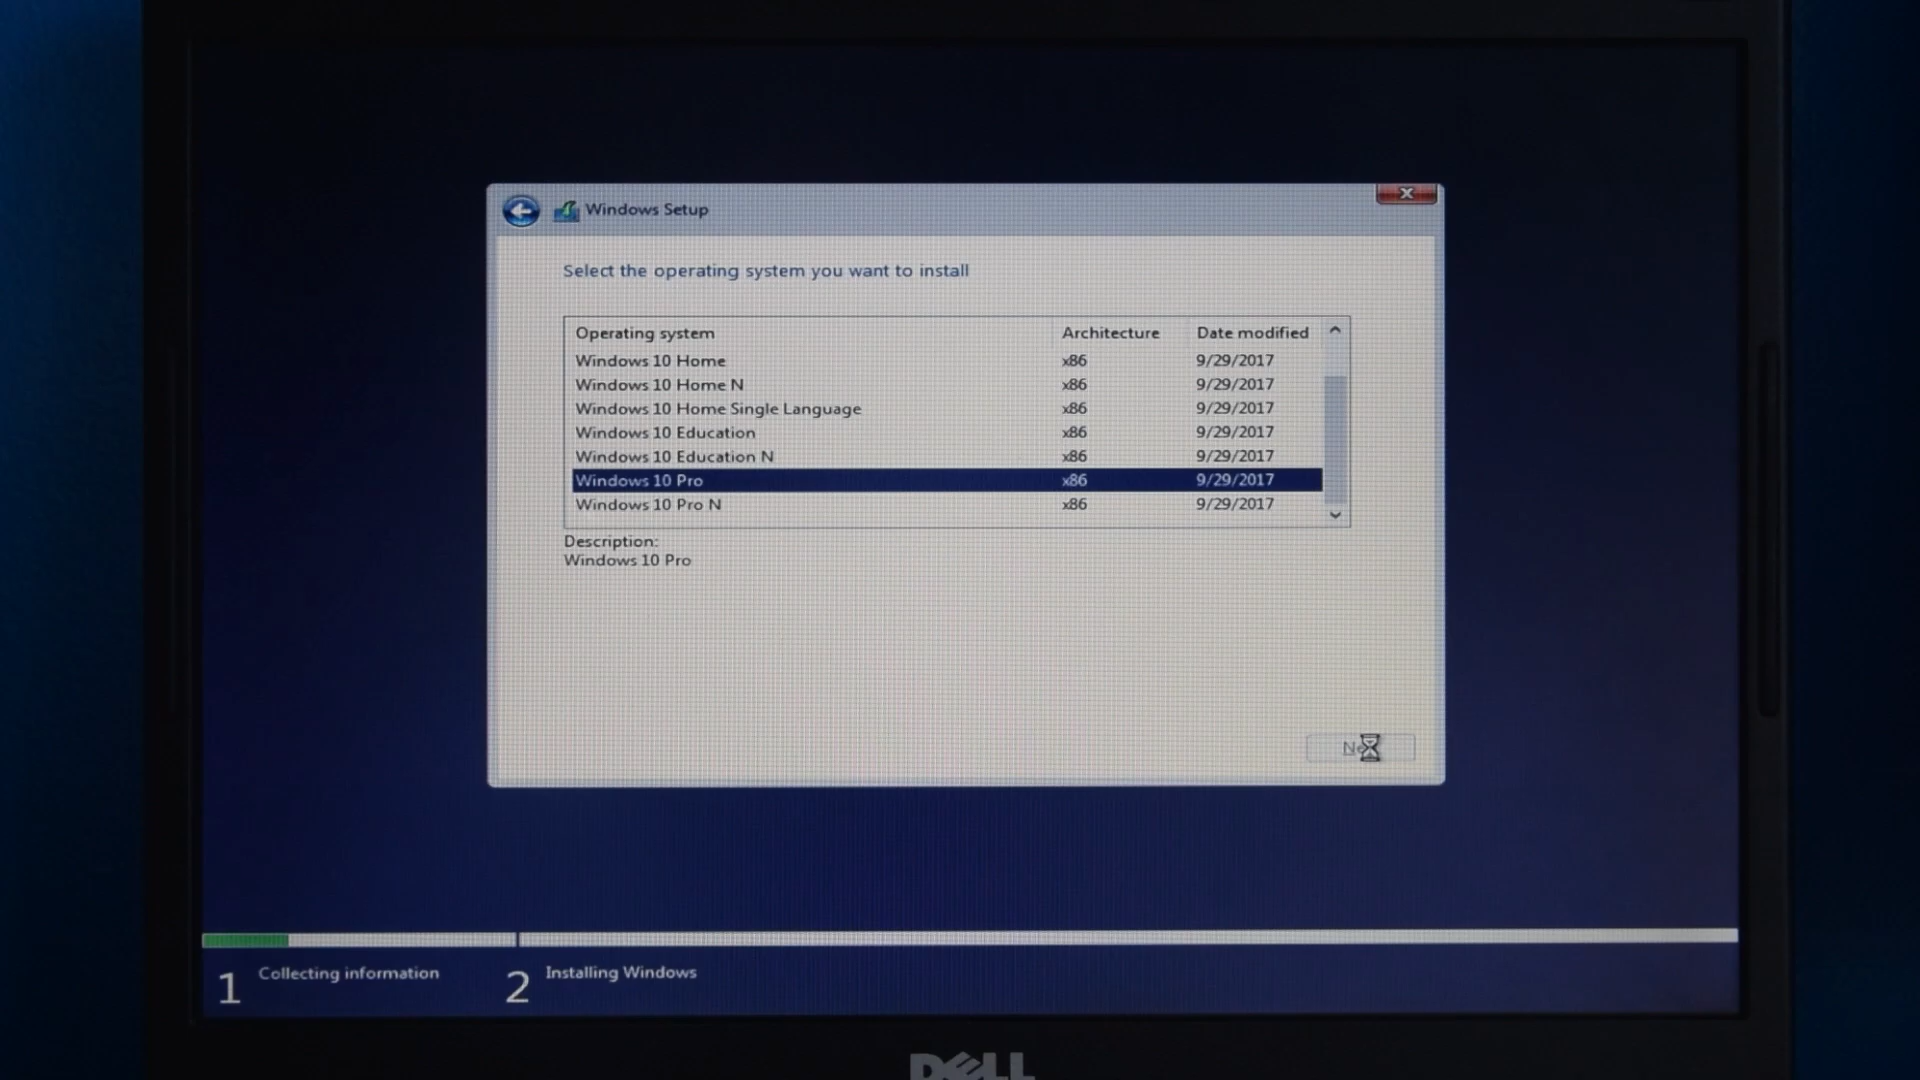 Windows Setup
Select the operating system you want to install
Operating system Architecture Date modified
Windows 10 Home x86 9/29/2017
Windows 10 Home N x86 9/29/2017
Windows 10 Home Single Language x86 9/29/2017
Windows 10 Education x86 9/29/2017
Windows 10 Education N x86 9/29/2017
Windows 10 Pro x86 9/29/2017
Windows 10 Pro N x86 9/29/2017
Description:
Windows 10 Pro
1 Collecting information 2 Installing Windows
DELL